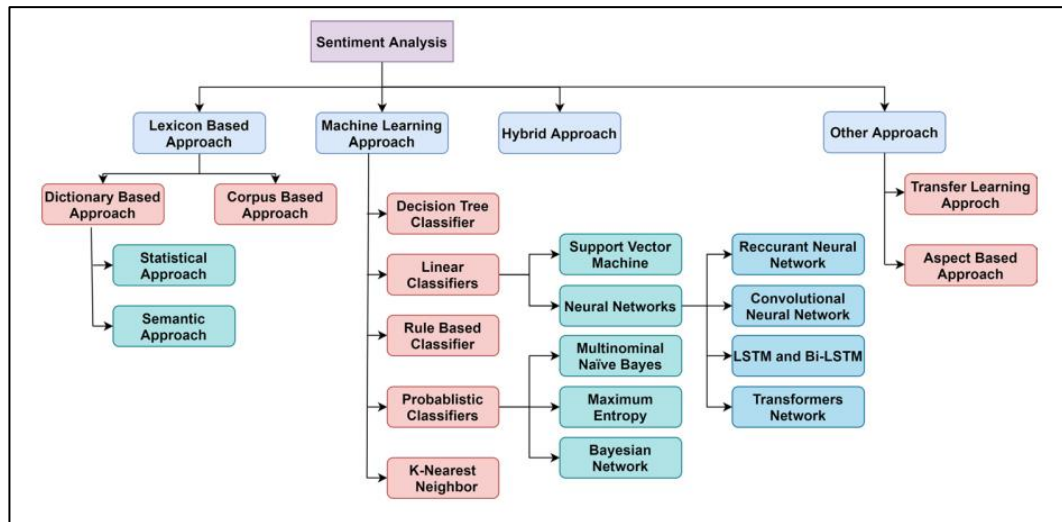 Sentiment Analysis
Lexicon Based
Approach
Machine Learning
Approach
Hybrid Approach
Other Approach
Dictionary Based
Approach
Corpus Based
Approach
Statistical
Approach
Semantic
Approach
Decision Tree
Classifier
Linear
Classifiers
Rule Based
Classifier
Probablistic
Classifiers
K-Nearest
Neighbor
Support Vector
Machine
Neural Networks
Multinominal
Naïve Bayes
Maximum
Entropy
Bayesian
Network
Reccurant Neural
Network
Convolutional
Neural Network
LSTM and Bi-LSTM
Transformers
Network
Transfer Learning
Approch
Aspect Based
Approach